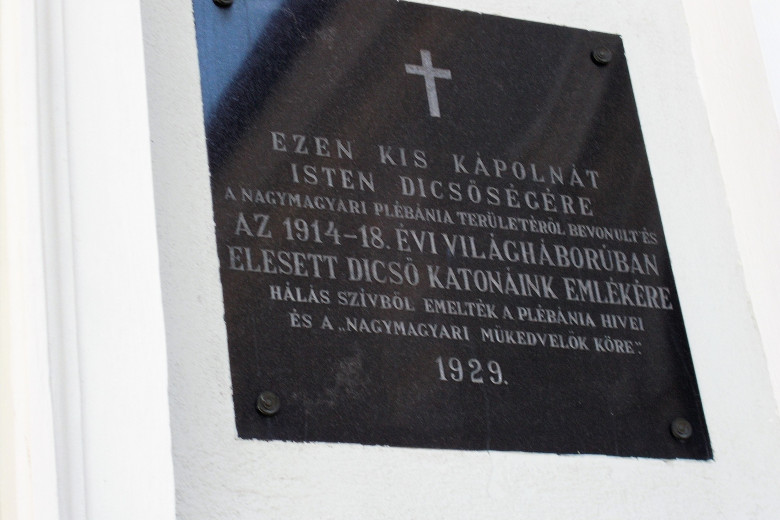 EZEN KIS KÁPOLNÁT
ISTEN DICSŐSÉGÉRE
A NAGYMAGYARI PLÉBÁNIA TERÜLETÉRŐL BEVONULT ÉS
AZ 1914-18. ÉVI VILÁGHÁBORÚBAN
ELESETT DICSŐ KATONÁINK EMLÉKÉRE
HÁLÁS SZÍVBŐL EMELTÉK A PLÉBÁNIA HIVEI
ÉS A „NAGYMAGYARI MŰKEDVELŐK KÖRE".
1929.